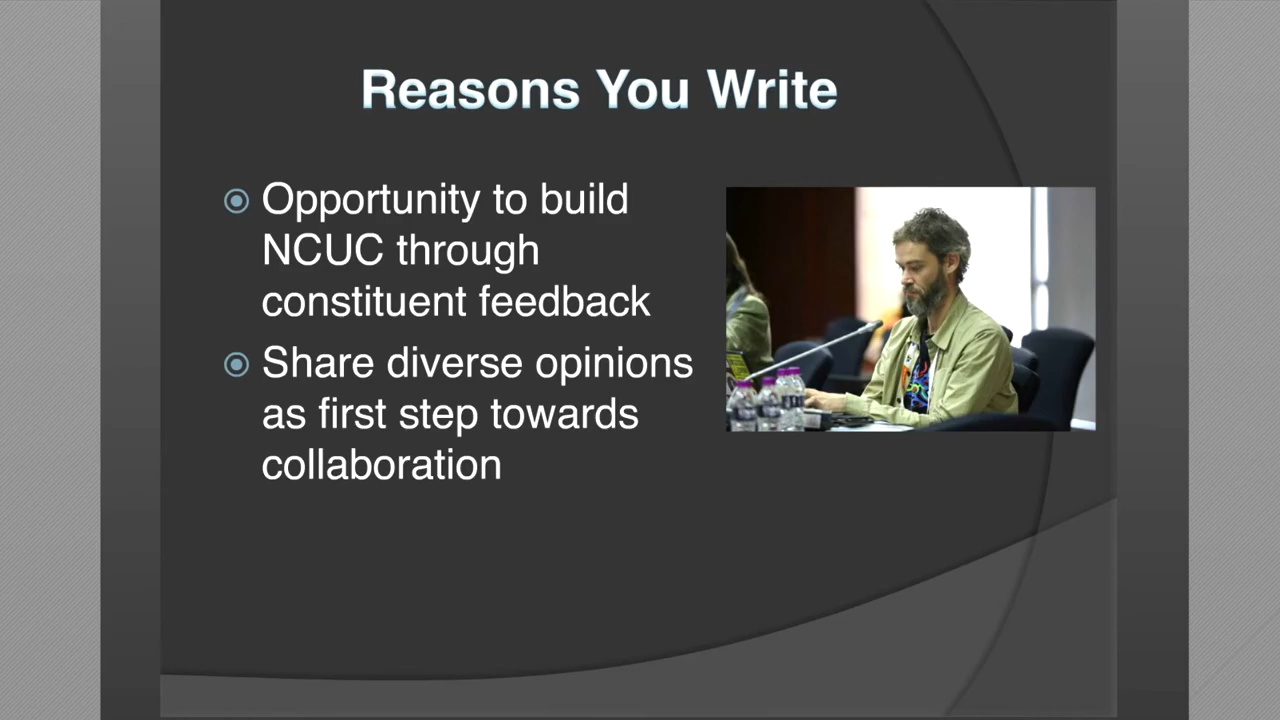 Reasons You Write
Opportunity to build
NCUC through
constituent feedback
Share diverse opinions
as first step towards
collaboration